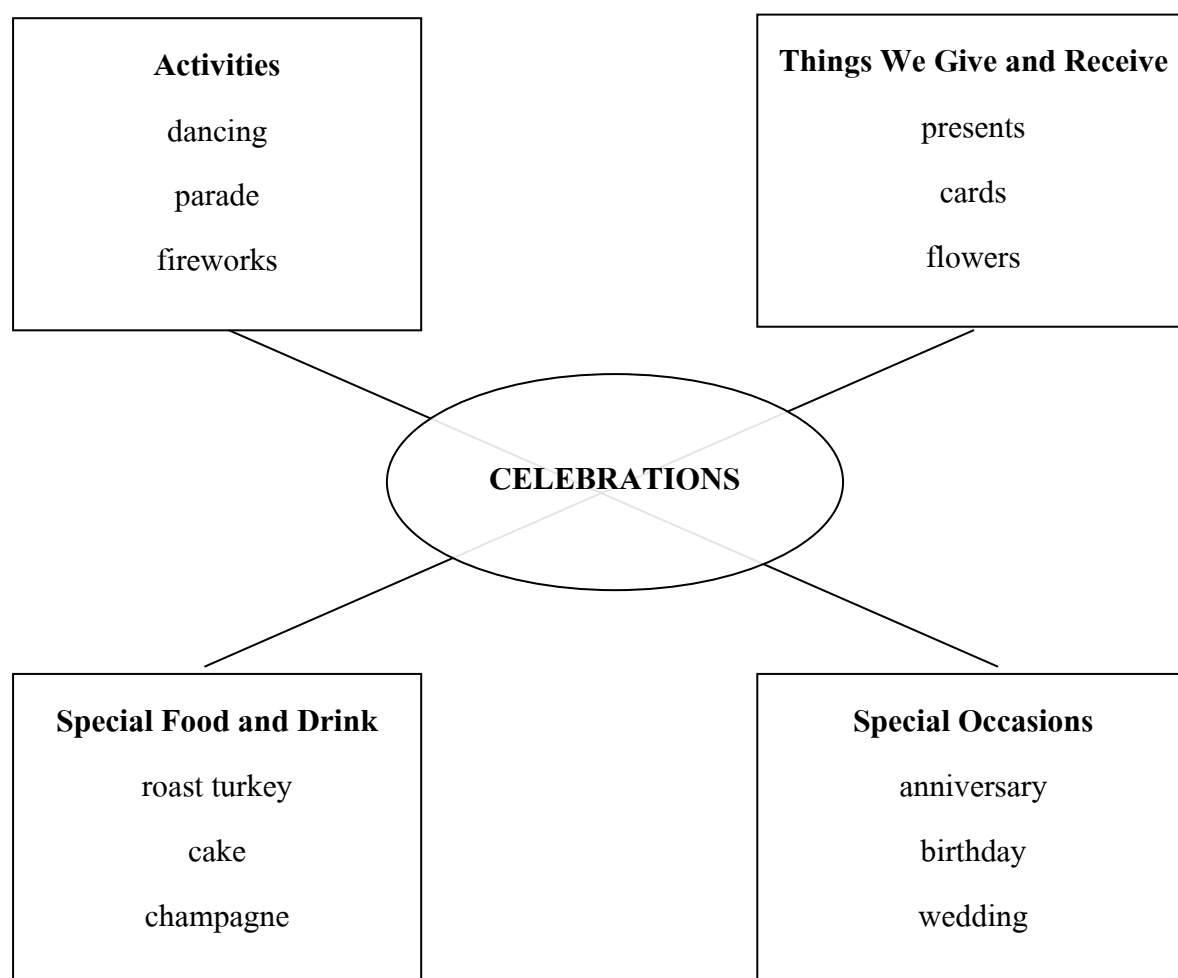 Activities
dancing
parade
fireworks
Things We Give and Receive
presents
cards
flowers
CELEBRATIONS
Special Food and Drink
roast turkey
cake
champagne
Special Occasions
anniversary
birthday
wedding